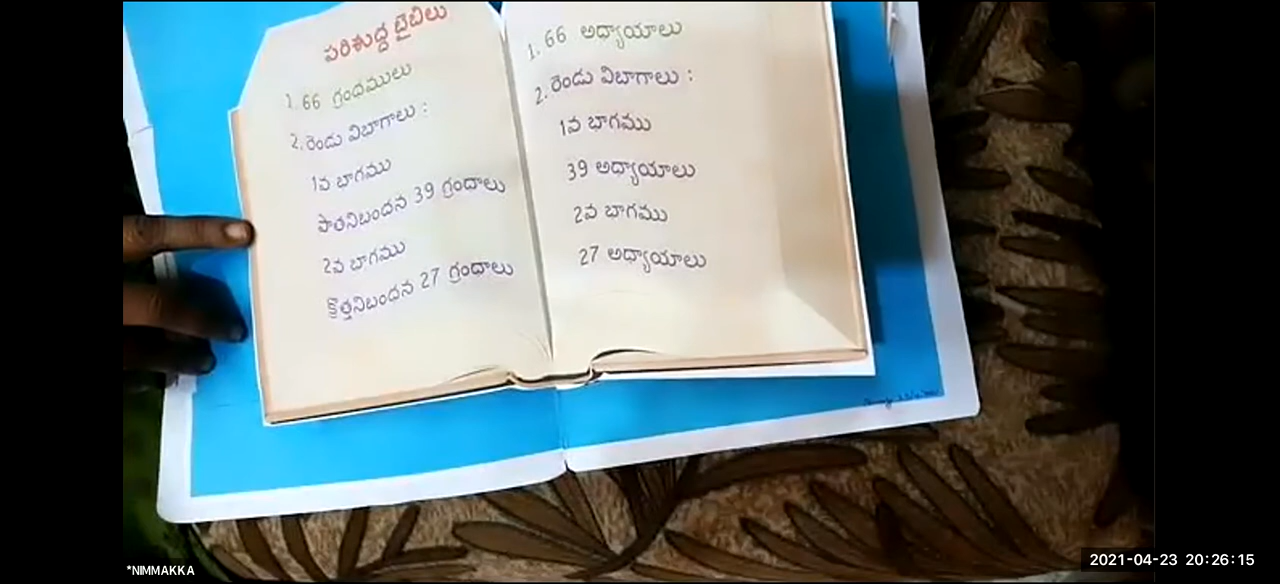 పరిశుద్ధ బైబిలు
1. 66 గ్రంధములు
2. రెండు విభాగాలు :
1వ భాగము
పాతనిబంధన 39 గ్రంధాలు
2వ భాగము
క్రొత్తనిబంధన 27 గ్రంధాలు
1. 66 అధ్యాయాలు
2. రెండు విబాగాలు :
1వ భాగము
39 అధ్యాయాలు
2వ భాగము
27 అధ్యాయాలు
*NIMMAKKA
2021-04-23 20:26:15